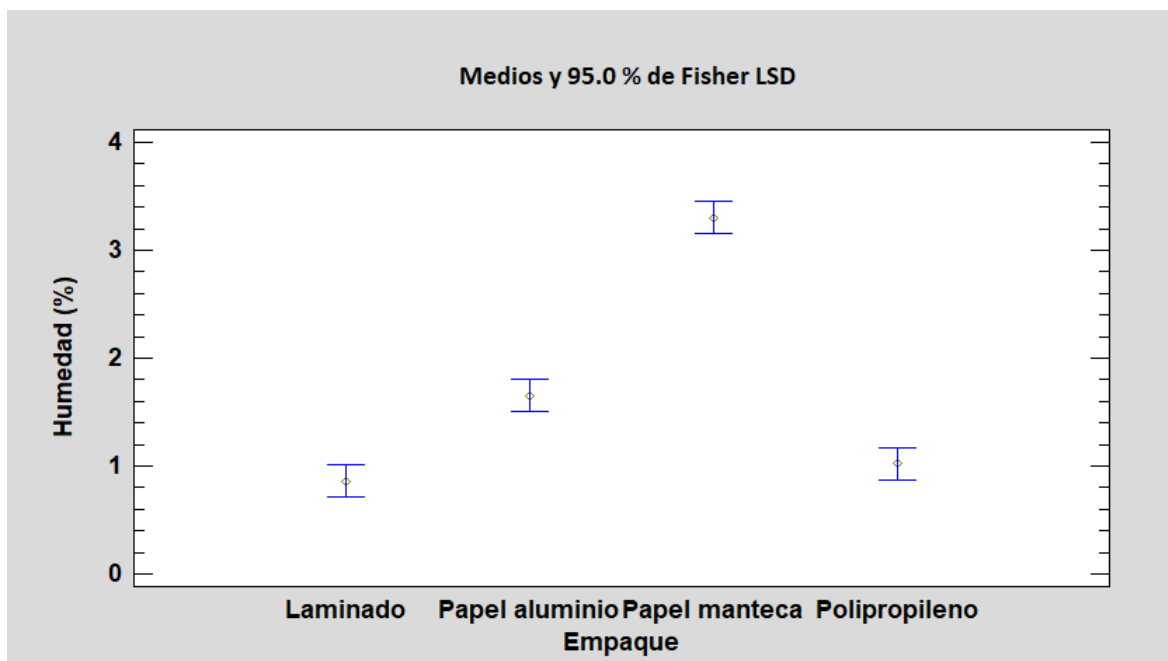 Medios y 95.0 % de Fisher LSD
4
3
2
1
0
Humedad (%)
Laminado Papel aluminio Papel manteca Polipropileno
Empaque